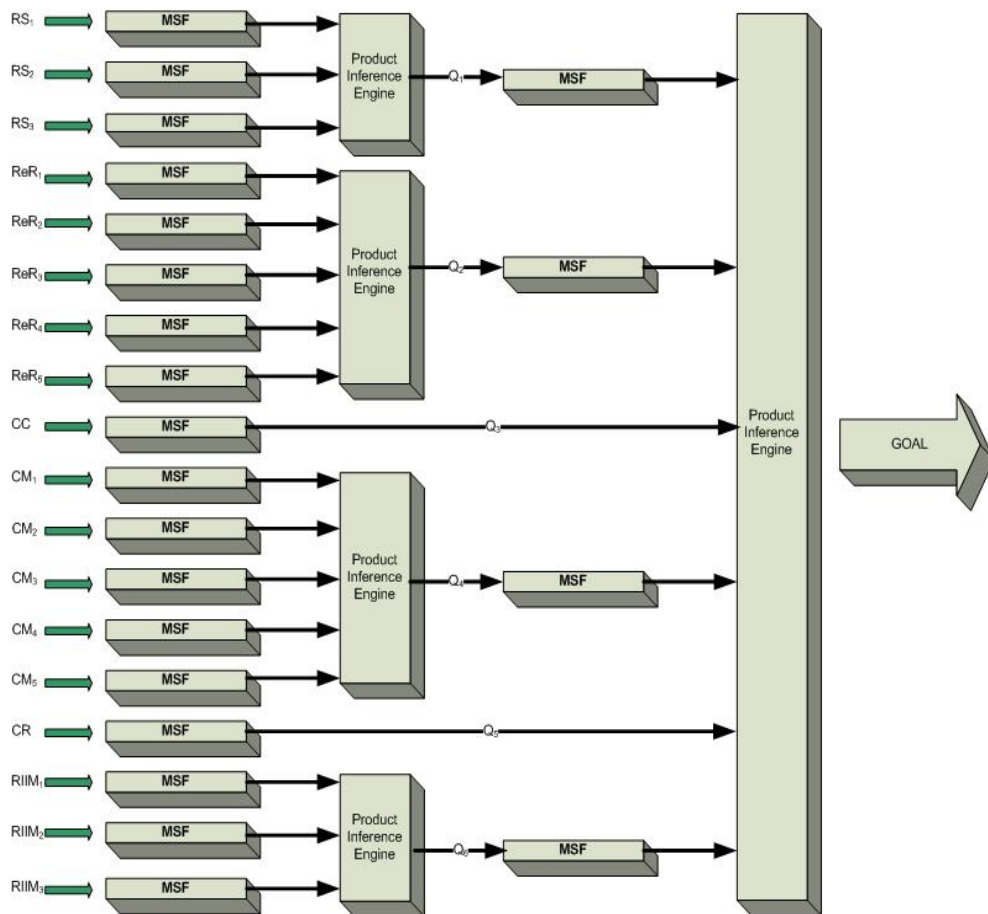 RS₁ MSF
RS₂ MSF
RS₃ MSF
Product
Inference
Engine
Q₁
MSF
ReR₁ MSF
ReR₂ MSF
ReR₃ MSF
ReR₄ MSF
ReR₅ MSF
Product
Inference
Engine
Q₂
MSF
CC MSF
Q₃
CM₁ MSF
CM₂ MSF
CM₃ MSF
CM₄ MSF
CM₅ MSF
Product
Inference
Engine
Q₄
MSF
CR MSF
Q₅
RIIM₁ MSF
RIIM₂ MSF
RIIM₃ MSF
Product
Inference
Engine
Q₆
MSF
Product
Inference
Engine
GOAL